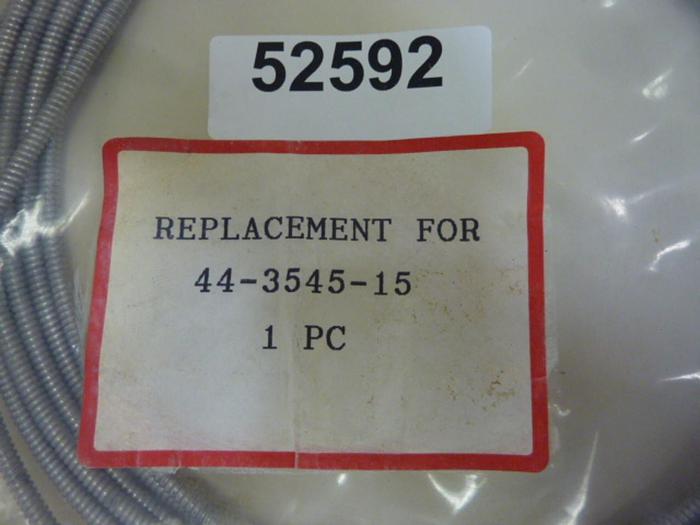 52592
REPLACEMENT FOR
44-3545-15
1 PC